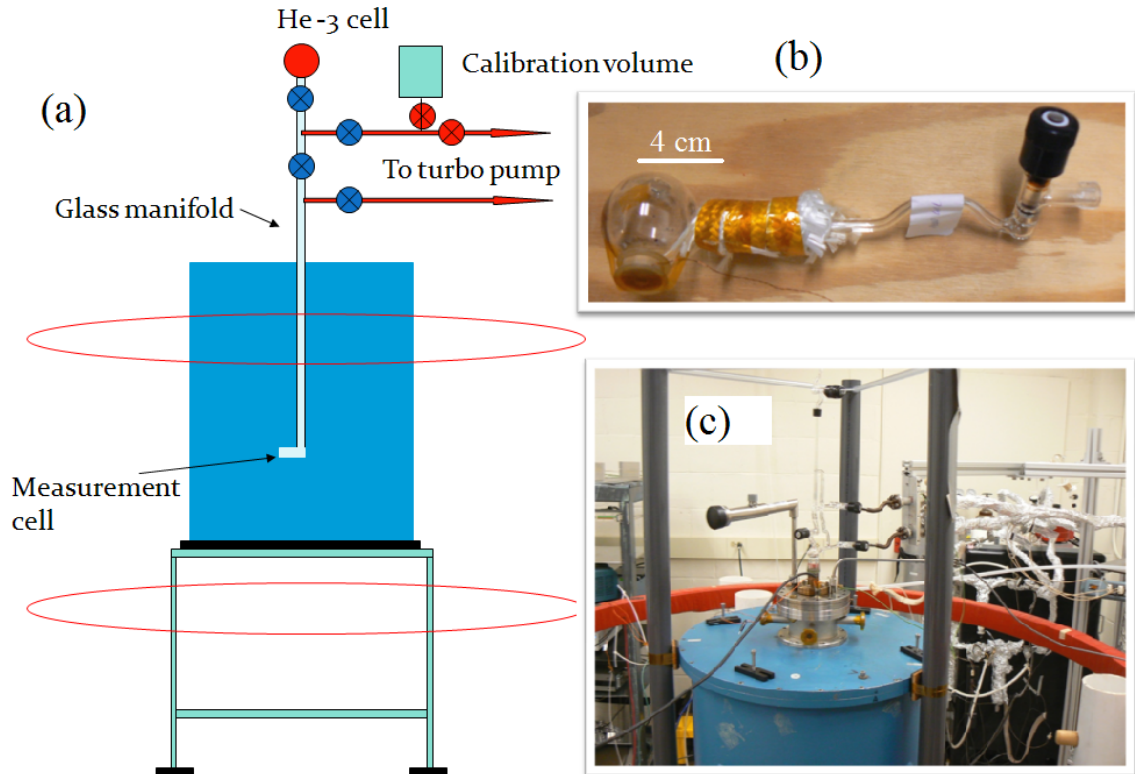 He-3 cell
Calibration volume
(a)
(b)
4 cm
To turbo pump
Glass manifold
(c)
Measurement
cell